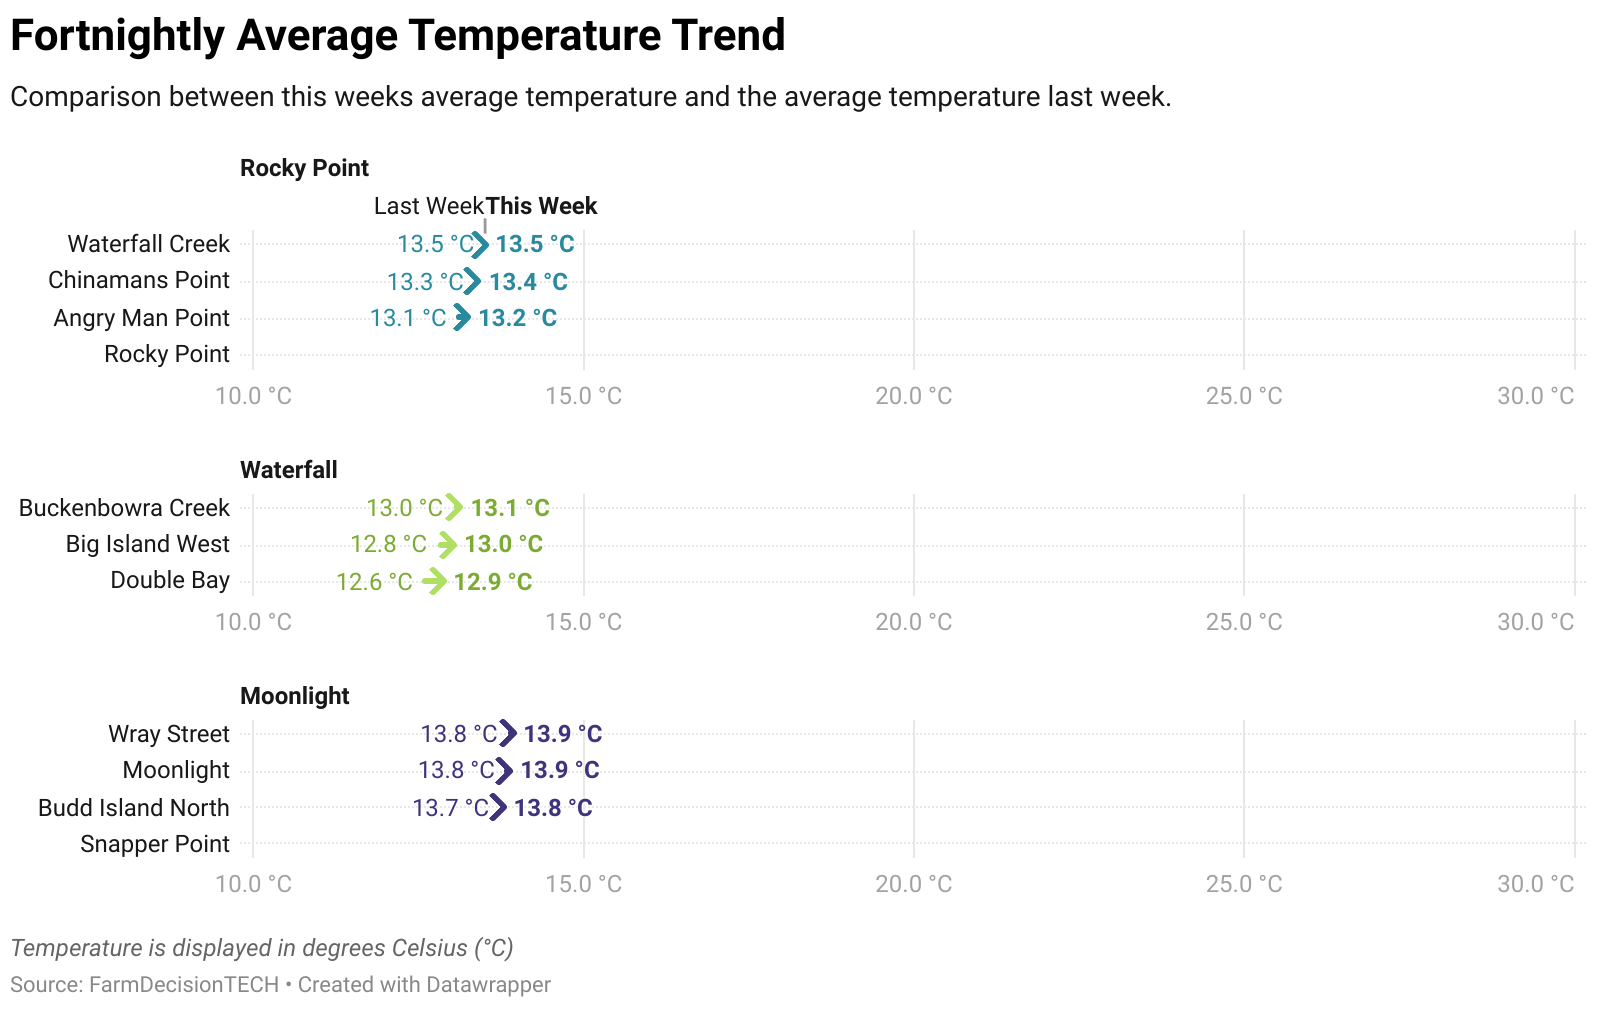 Fortnightly Average Temperature Trend
Comparison between this weeks average temperature and the average temperature last week.
Rocky Point
Last Week This Week
Waterfall Creek 13.5 °C 13.5 °C
Chinamans Point 13.3 °C 13.4 °C
Angry Man Point 13.1 °C 13.2 °C
Rocky Point
10.0 °C 15.0 °C 20.0 °C 25.0 °C 30.0 °C
Waterfall
Buckenbowra Creek 13.0 °C 13.1 °C
Big Island West 12.8 °C 13.0 °C
Double Bay 12.6 °C 12.9 °C
10.0 °C 15.0 °C 20.0 °C 25.0 °C 30.0 °C
Moonlight
Wray Street 13.8 °C 13.9 °C
Moonlight 13.8 °C 13.9 °C
Budd Island North 13.7 °C 13.8 °C
Snapper Point
10.0 °C 15.0 °C 20.0 °C 25.0 °C 30.0 °C
Temperature is displayed in degrees Celsius (°C)
Source: FarmDecisionTECH • Created with Datawrapper